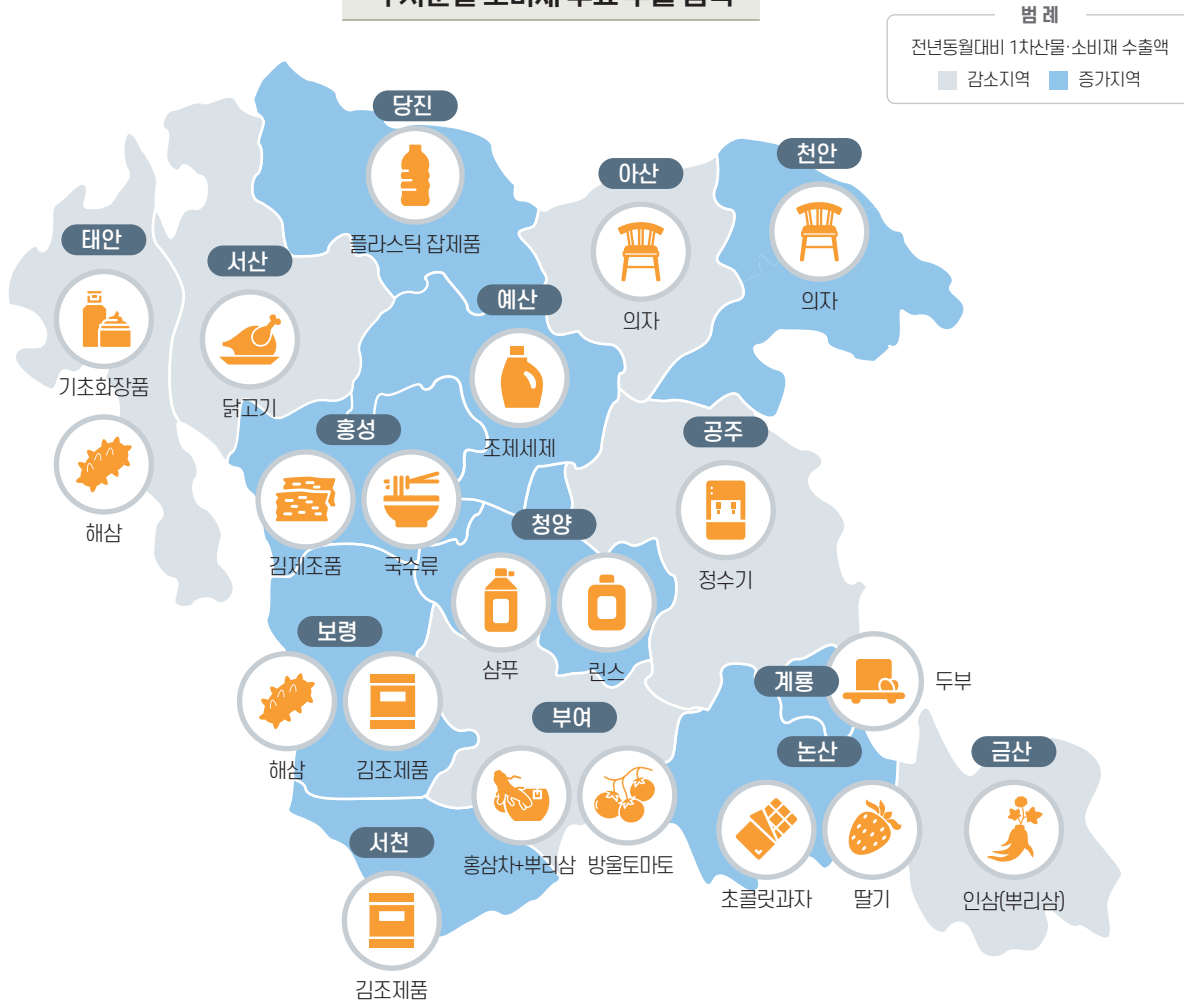 범례
전년동월대비 1차산물·소비재 수출액
감소지역 증가지역
당진
플라스틱 잡제품
천안
의자
아산
의자
태안
기초화장품
해삼
서산
닭고기
예산
조제세제
홍성
김제조품 국수류
공주
정수기
청양
샴푸 린스
보령
해삼 김조제품
계룡
두부
부여
홍삼차+뿌리삼 방울토마토
논산
초콜릿과자 딸기
금산
인삼(뿌리삼)
서천
김조제품